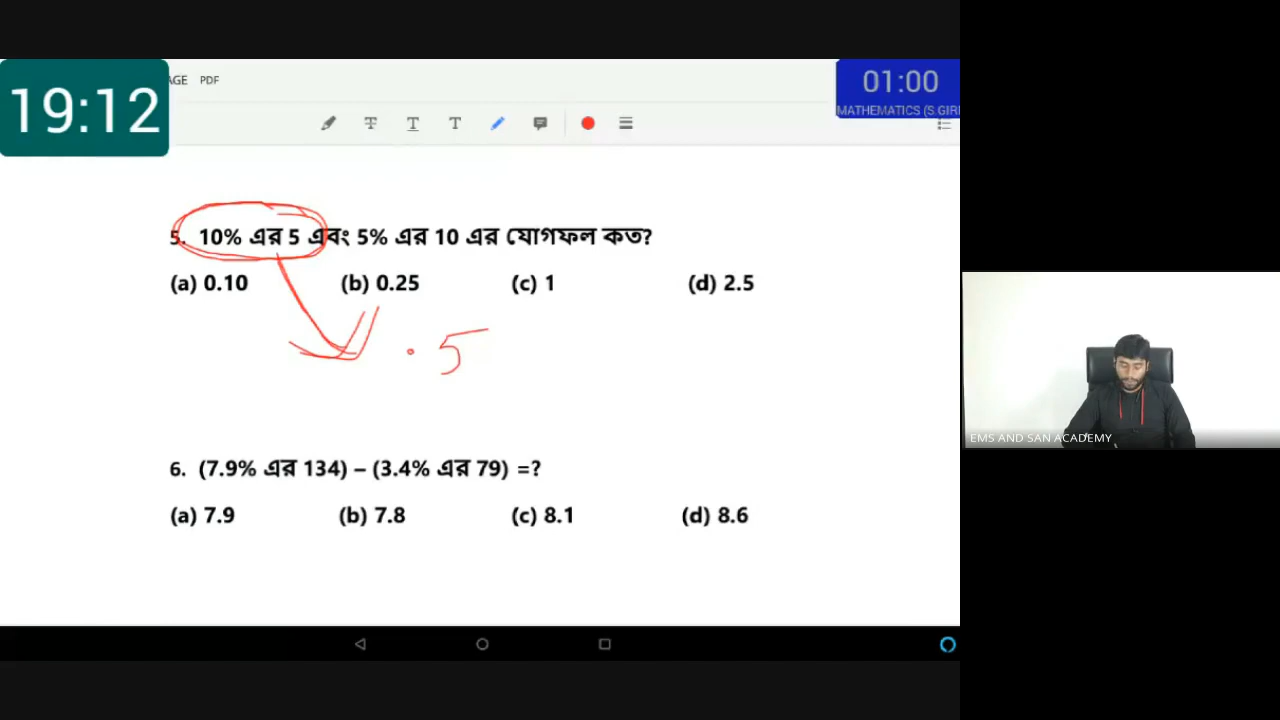 19:12
AGE PDF
01:00
MATHEMATICS (S.GIRI
5. 10% এর 5 এবং 5% এর 10 এর যোগফল কত?
(a) 0.10 (b) 0.25 (c) 1 (d) 2.5
. 5
6. (7.9% এর 134) – (3.4% এর 79) =?
(a) 7.9 (b) 7.8 (c) 8.1 (d) 8.6
EMS AND SAN ACADEMY